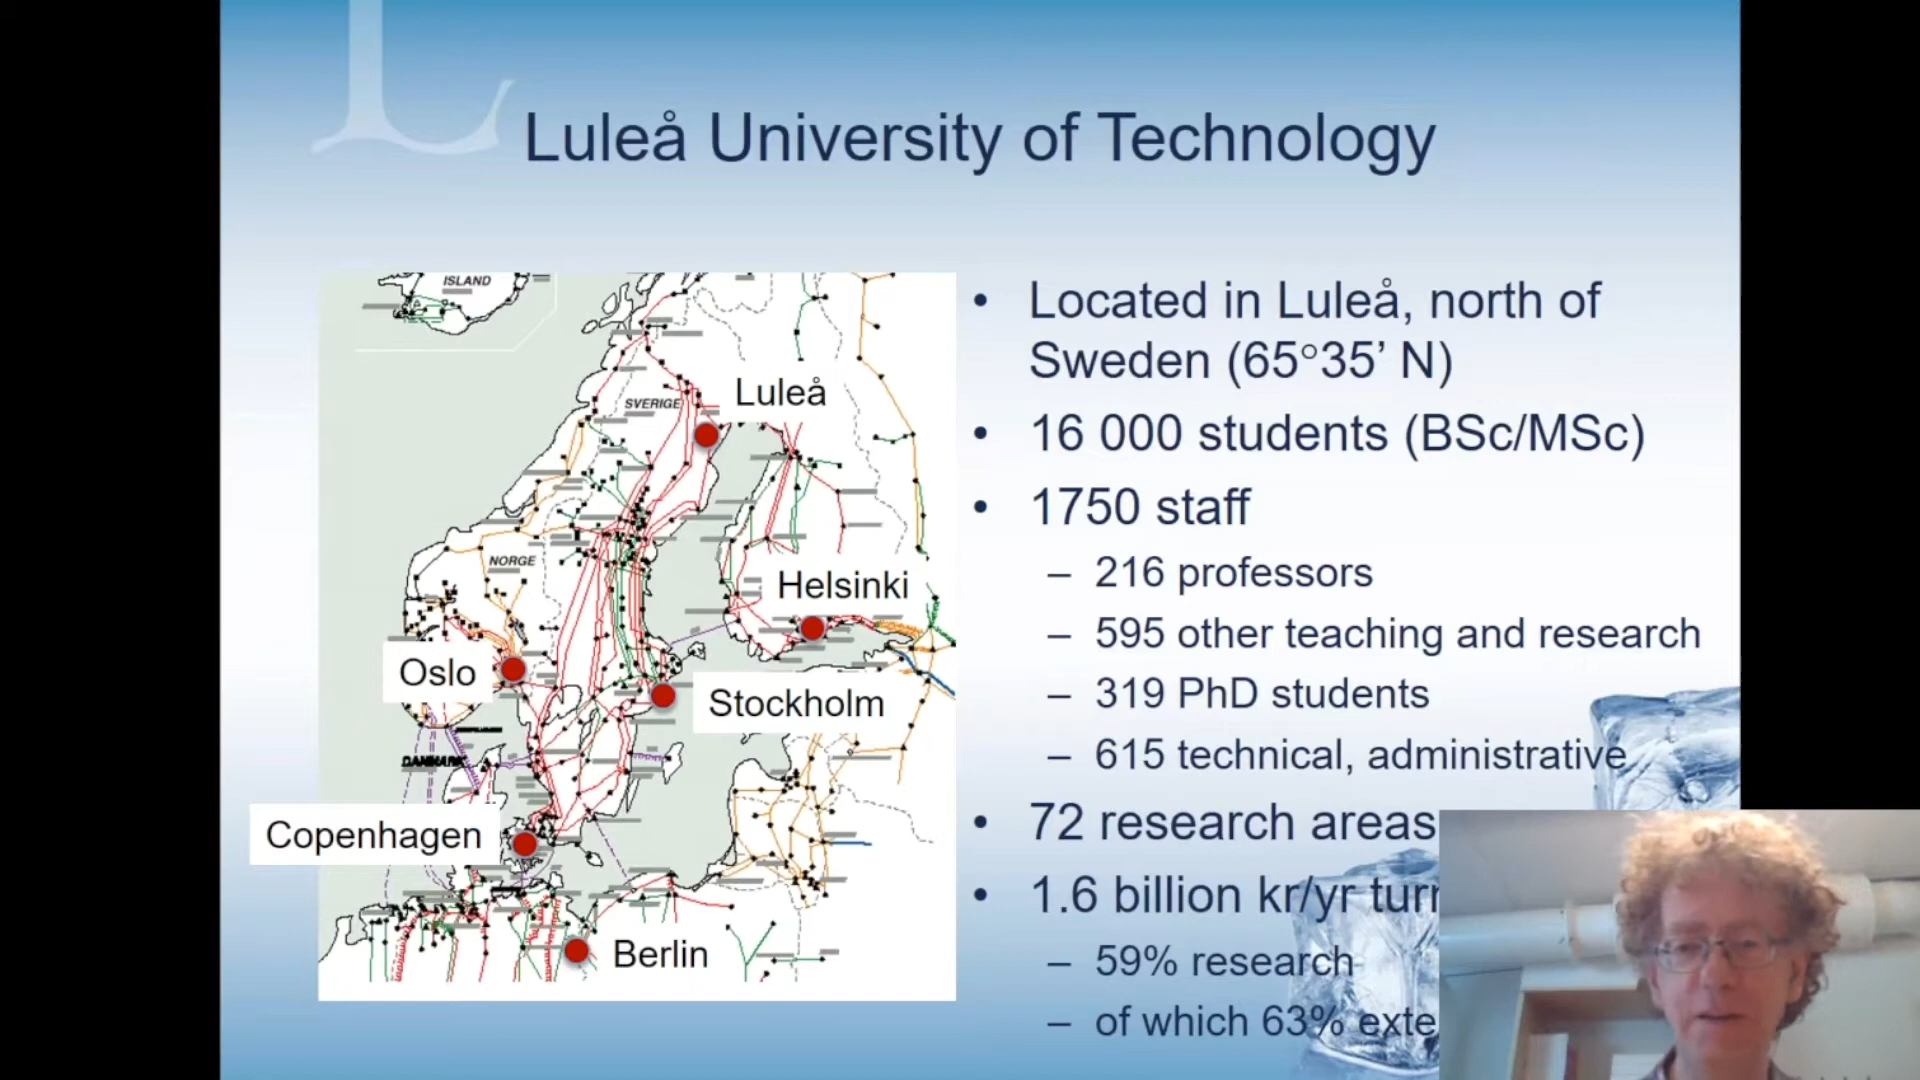 Luleå University of Technology
ISLAND
SVERIGE
Luleå
NORGE
Helsinki
Oslo
Stockholm
DANMARK
Copenhagen
Berlin
• Located in Luleå, north of
Sweden (65°35’ N)
• 16 000 students (BSc/MSc)
• 1750 staff
– 216 professors
– 595 other teaching and research
– 319 PhD students
– 615 technical, administrative
• 72 research areas
• 1.6 billion kr/yr
– 59% research
– of which 63%